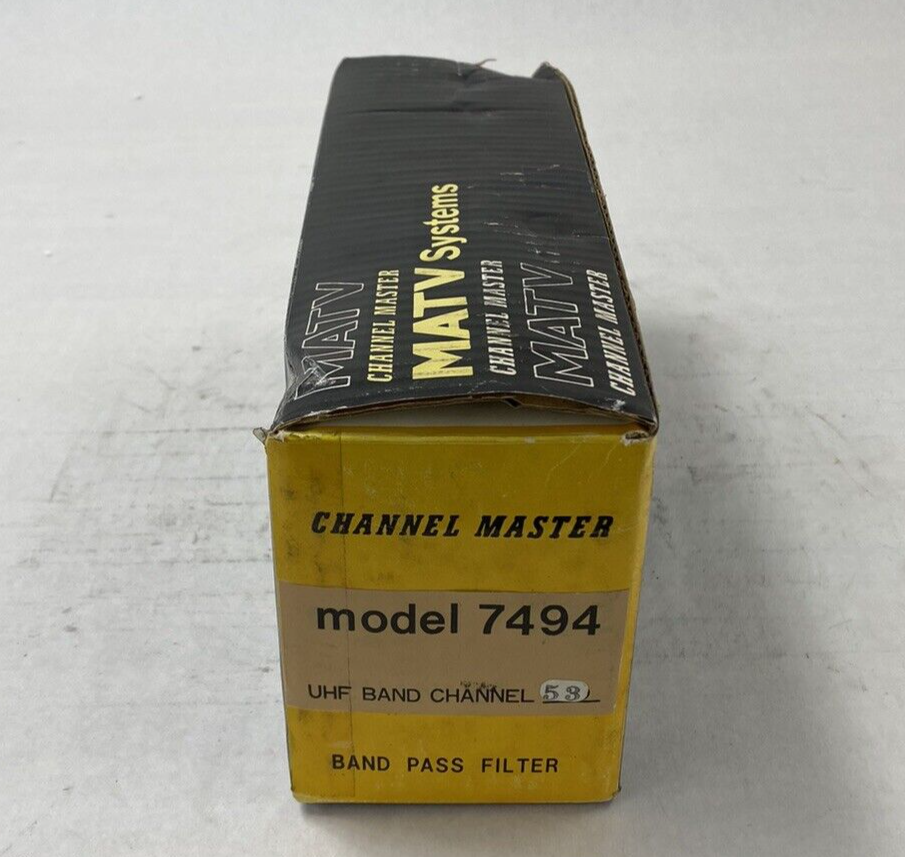 MATV
CHANNEL MASTER
MATV Systems
CHANNEL MASTER
MATV
CHANNEL MASTER
CHANNEL MASTER
model 7494
UHF BAND CHANNEL 53
BAND PASS FILTER